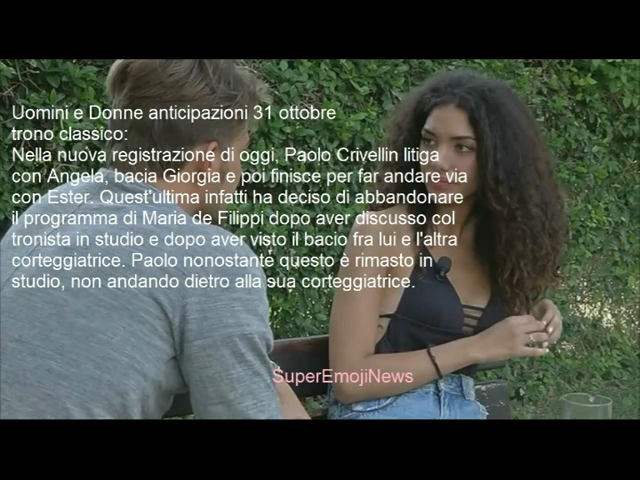 Uomini e Donne anticipazioni 31 ottobre
trono classico:
Nella nuova registrazione di oggi, Paolo Crivellin litiga
con Angela, bacia Giorgia e poi finisce per far andare via
con Ester. Quest'ultima infatti ha deciso di abbandonare
il programma di Maria de Filippi dopo aver discusso col
tronista in studio e dopo aver visto il bacio fra lui e l'altra
corteggiatrice. Paolo nonostante questo è rimasto in
studio, non andando dietro alla sua corteggiatrice.
SuperEmojiNews